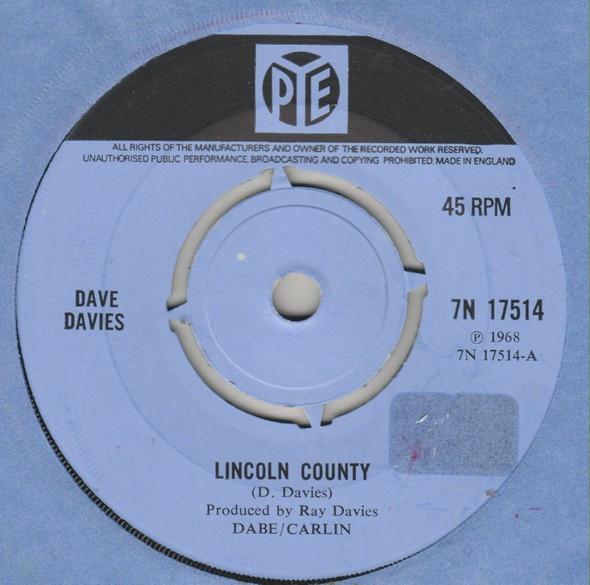 PYE
ALL RIGHTS OF THE MANUFACTURERS AND OWNER OF THE RECORDED WORK RESERVED.
UNAUTHORISED PUBLIC PERFORMANCE, BROADCASTING AND COPYING PROHIBITED. MADE IN ENGLAND
45 RPM
DAVE
DAVIES
7N 17514
Ⓟ 1968
7N 17514-A
LINCOLN COUNTY
(D. Davies)
Produced by Ray Davies
DABE/CARLIN